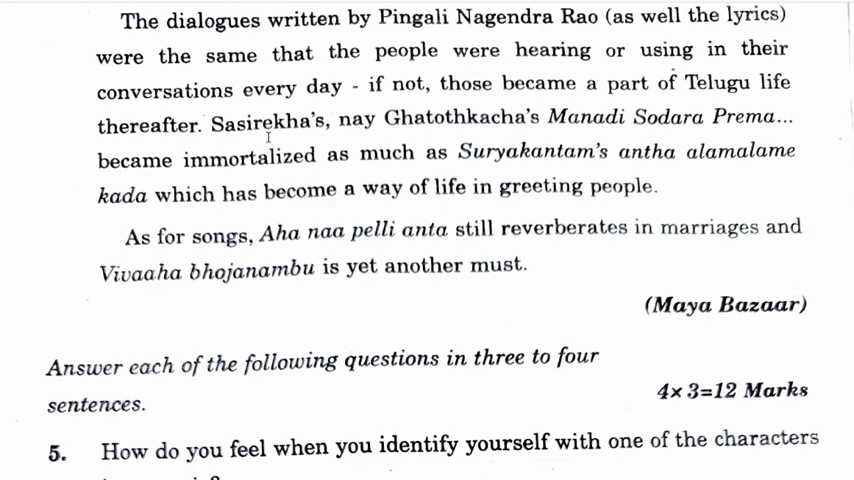 The dialogues written by Pingali Nagendra Rao (as well the lyrics)
were the same that the people were hearing or using in their
conversations every day - if not, those became a part of Telugu life
thereafter. Sasirekha's, nay Ghatothkacha's Manadi Sodara Prema...
became immortalized as much as Suryakantam's antha alamalame
kada which has become a way of life in greeting people.
As for songs, Aha naa pelli anta still reverberates in marriages and
Vivaaha bhojanambu is yet another must.
(Maya Bazaar)
Answer each of the following questions in three to four
sentences.
4× 3=12 Marks
5. How do you feel when you identify yourself with one of the characters